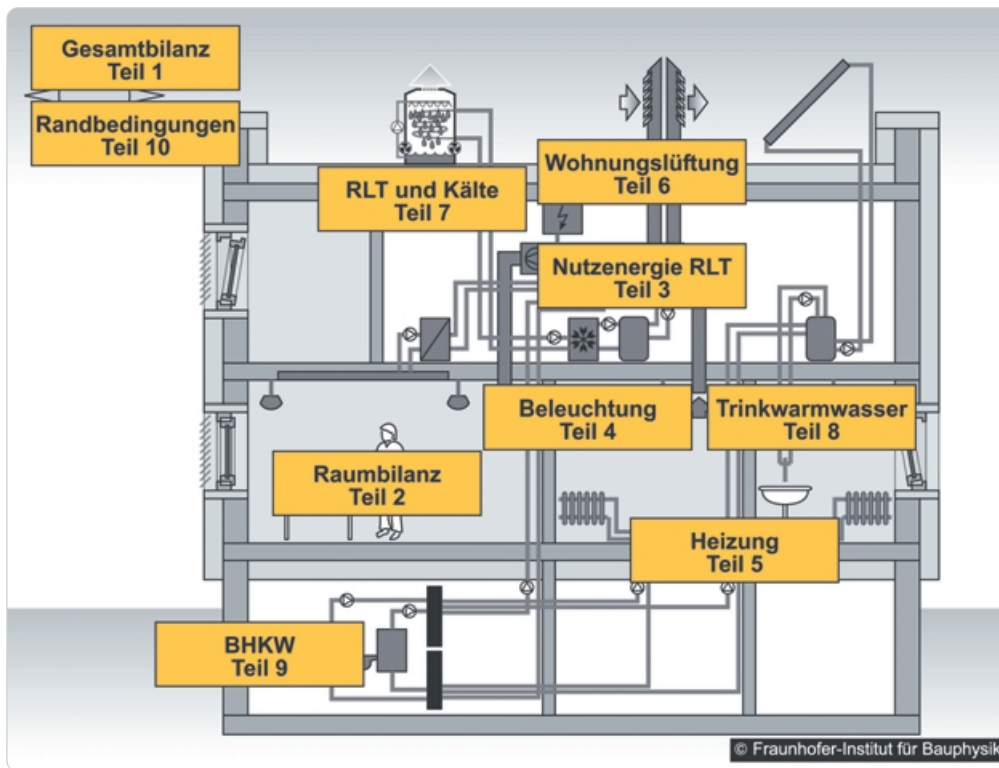 Gesamtbilanz
Teil 1
Randbedingungen
Teil 10
RLT und Kälte
Teil 7
Wohnungslüftung
Teil 6
Nutzenergie RLT
Teil 3
Beleuchtung
Teil 4
Trinkwarmwasser
Teil 8
Raumbilanz
Teil 2
Heizung
Teil 5
BHKW
Teil 9
© Fraunhofer-Institut für Bauphysik